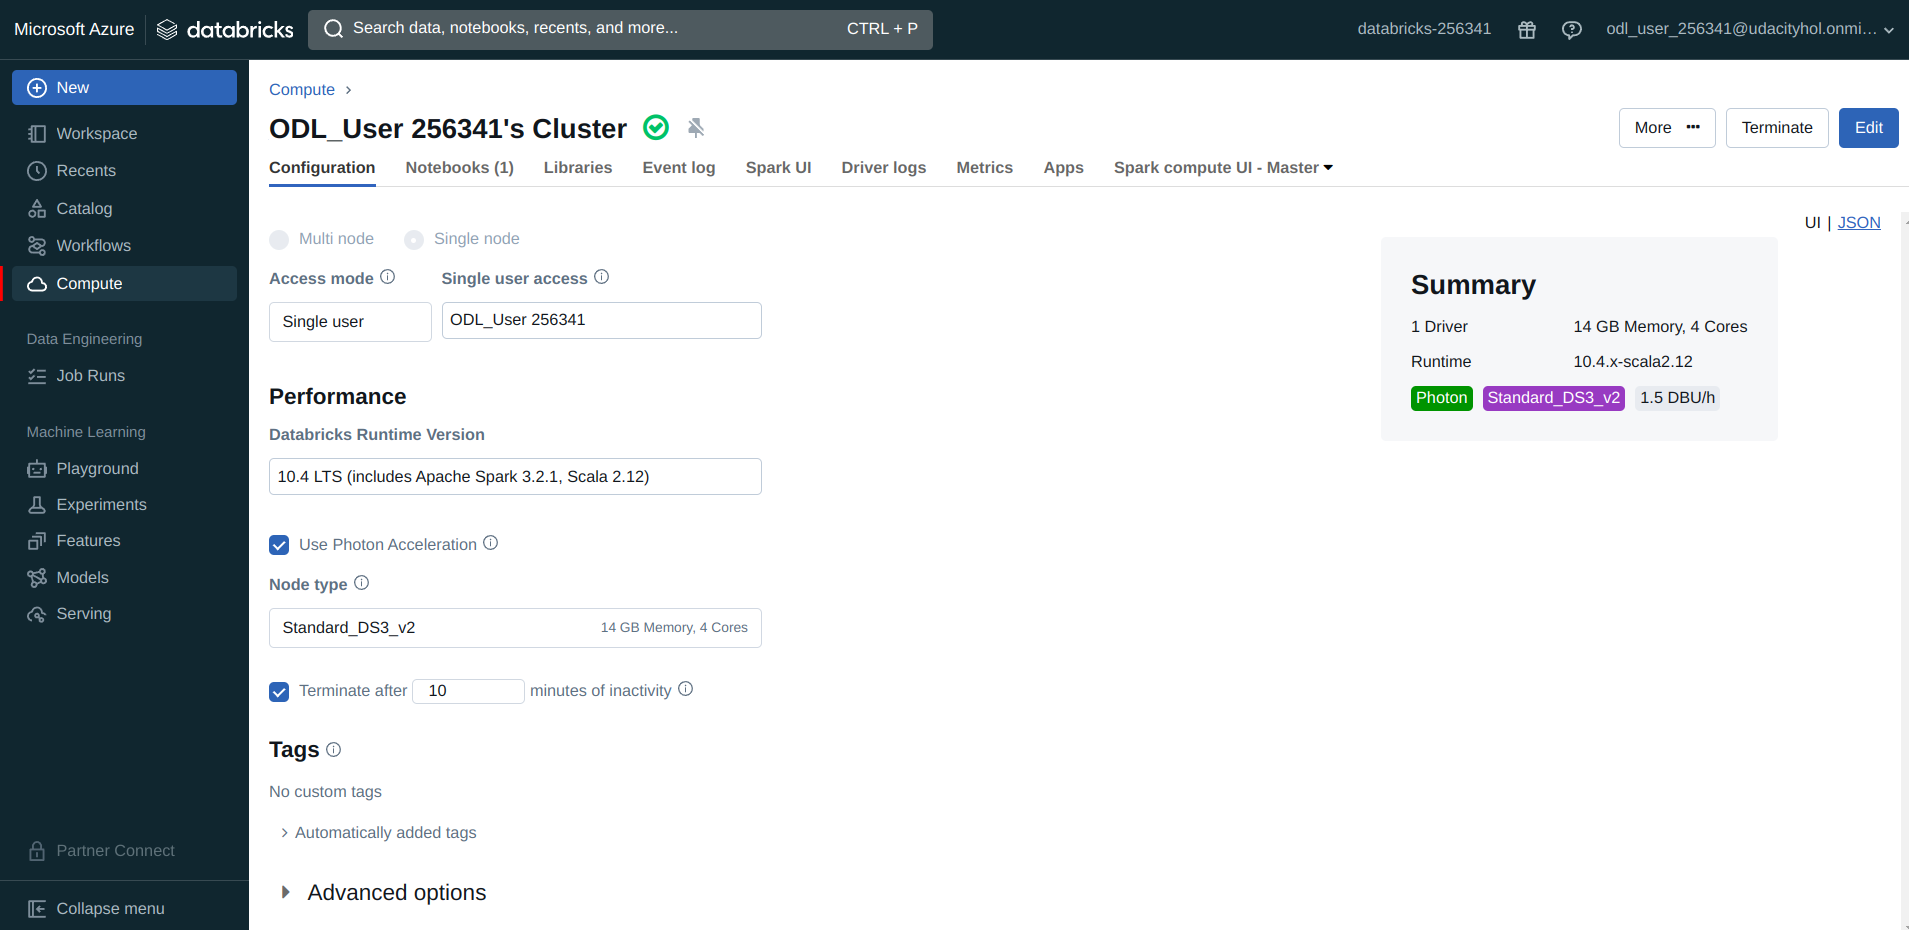 Microsoft Azure
databricks
Search data, notebooks, recents, and more...
CTRL + P
databricks-256341
odl_user_256341@udacityhol.onmi...
New
Workspace
Recents
Catalog
Workflows
Compute
Data Engineering
Job Runs
Machine Learning
Playground
Experiments
Features
Models
Serving
Partner Connect
Collapse menu
Compute
ODL_User 256341's Cluster
More
Terminate
Edit
Configuration
Notebooks (1)
Libraries
Event log
Spark UI
Driver logs
Metrics
Apps
Spark compute UI - Master
UI | JSON
Multi node
Single node
Access mode
Single user access
Single user
ODL_User 256341
Performance
Databricks Runtime Version
10.4 LTS (includes Apache Spark 3.2.1, Scala 2.12)
Use Photon Acceleration
Node type
Standard_DS3_v2
14 GB Memory, 4 Cores
Terminate after 10 minutes of inactivity
Tags
No custom tags
Automatically added tags
Advanced options
Summary
1 Driver
14 GB Memory, 4 Cores
Runtime
10.4.x-scala2.12
Photon
Standard_DS3_v2
1.5 DBU/h